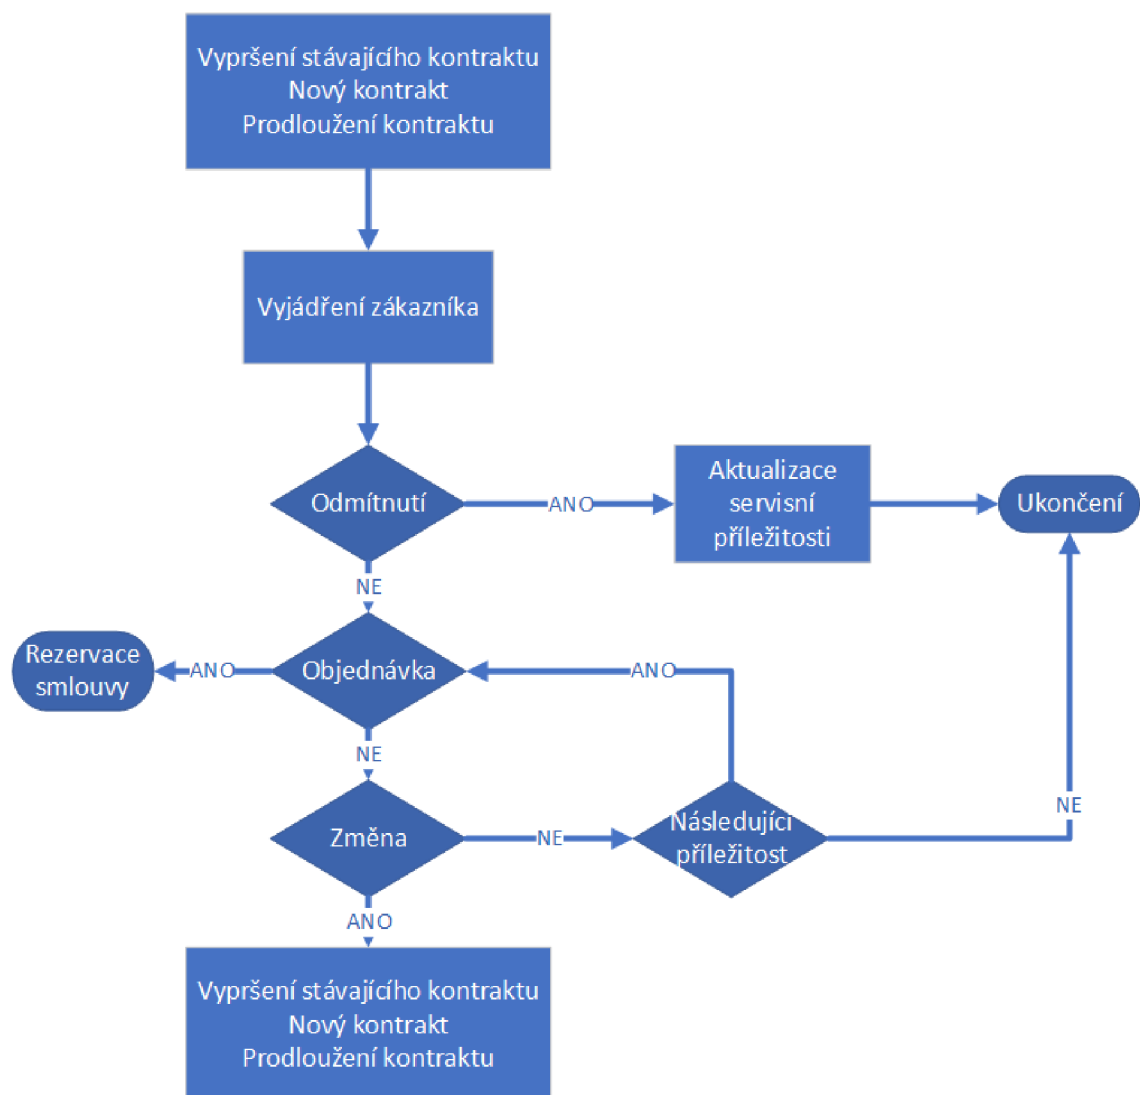 Vypršení stávajícího kontraktu
Nový kontrakt
Prodloužení kontraktu
Vyjádření zákazníka
Odmítnutí
ANO
Aktualizace
servisní
příležitosti
Ukončení
NE
Rezervace
smlouvy
ANO
Objednávka
ANO
NE
Změna
NE
Následující
příležitost
NE
ANO
Vypršení stávajícího kontraktu
Nový kontrakt
Prodloužení kontraktu